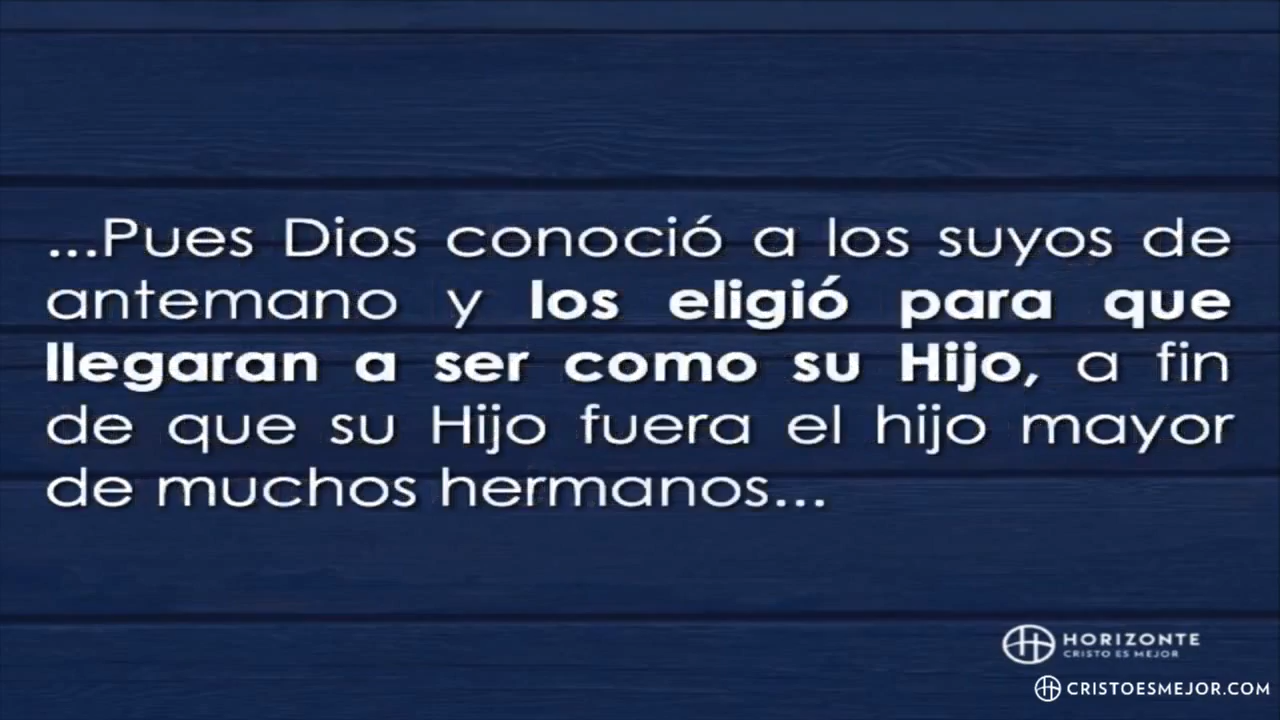 ...Pues Dios conoció a los suyos de
antemano y los eligió para que
llegaran a ser como su Hijo, a fin
de que su Hijo fuera el hijo mayor
de muchos hermanos...
HORIZONTE
CRISTO ES MEJOR
CRISTOESMEJOR.COM